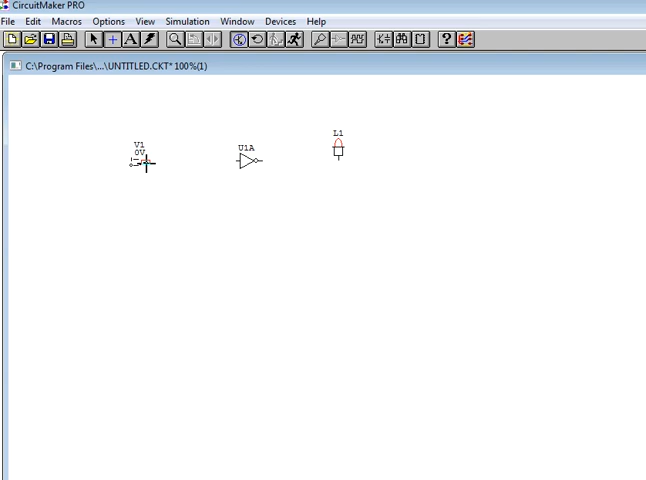 CircuitMaker PRO
File Edit Macros Options View Simulation Window Devices Help
A ?
C:\Program Files\...\UNTITLED.CKT* 100%(1)
L1
V1
0V
U1A